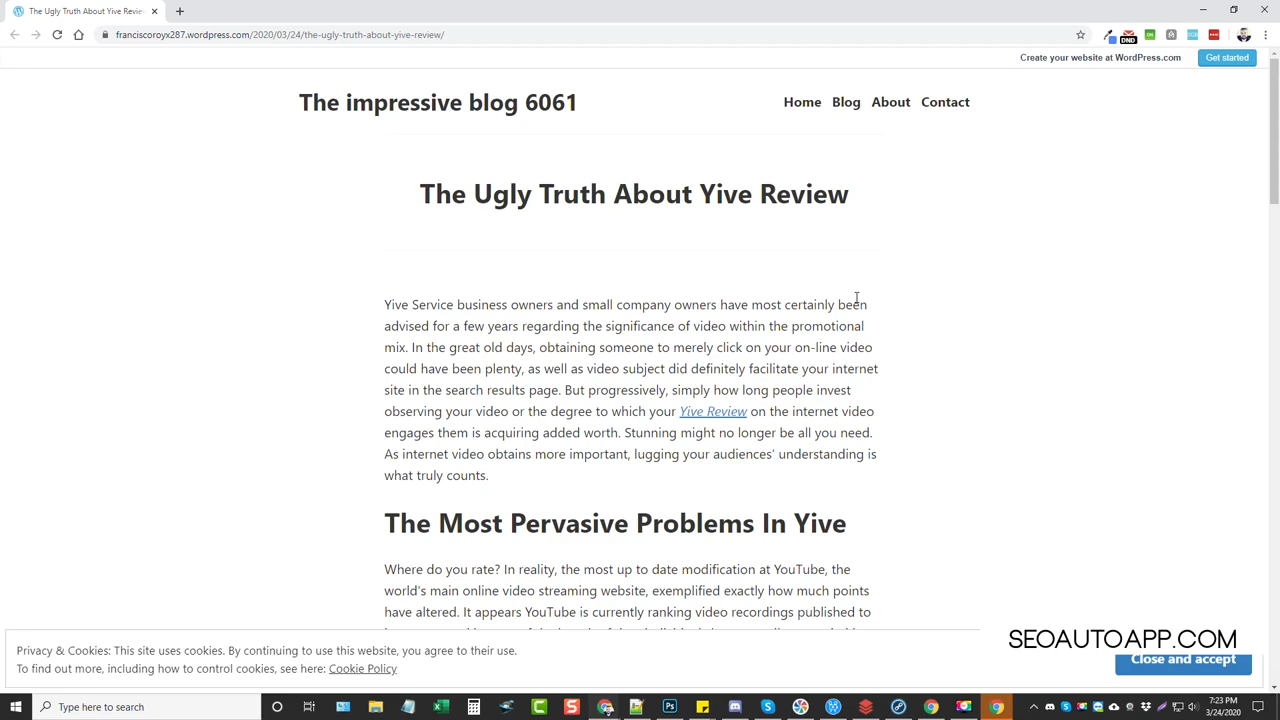 The Ugly Truth About Yive Review
franciscoroyx287.wordpress.com/2020/03/24/the-ugly-truth-about-yive-review/
DND
Create your website at WordPress.com
Get started
The impressive blog 6061
Home Blog About Contact
The Ugly Truth About Yive Review
Yive Service business owners and small company owners have most certainly been
advised for a few years regarding the significance of video within the promotional
mix. In the great old days, obtaining someone to merely click on your on-line video
could have been plenty, as well as video subject did definitely facilitate your internet
site in the search results page. But progressively, simply how long people invest
observing your video or the degree to which your Yive Review on the internet video
engages them is acquiring added worth. Stunning might no longer be all you need.
As internet video obtains more important, lugging your audiences' understanding is
what truly counts.
The Most Pervasive Problems In Yive
Where do you rate? In reality, the most up to date modification at YouTube, the
world's main online video streaming website, exemplified exactly how much points
have altered. It appears YouTube is currently ranking video recordings published to
Privacy & Cookies: This site uses cookies. By continuing to use this website, you agree to their use.
To find out more, including how to control cookies, see here: Cookie Policy
SEOAUTOAPP.COM
Close and accept
Type here to search
7:23 PM
3/24/2020